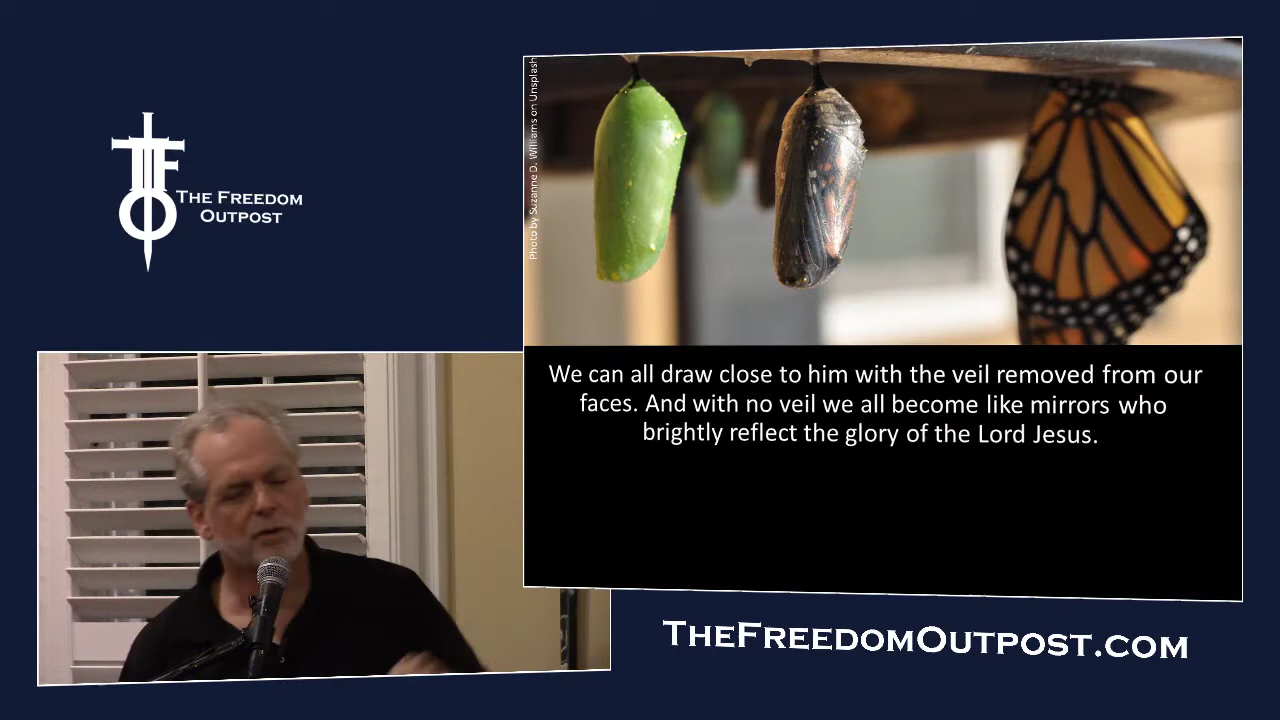 THE FREEDOM
OUTPOST
Photo by Suzanne D. Williams on Unsplash
We can all draw close to him with the veil removed from our
faces. And with no veil we all become like mirrors who
brightly reflect the glory of the Lord Jesus.
THEFREEDOMOUTPOST.COM